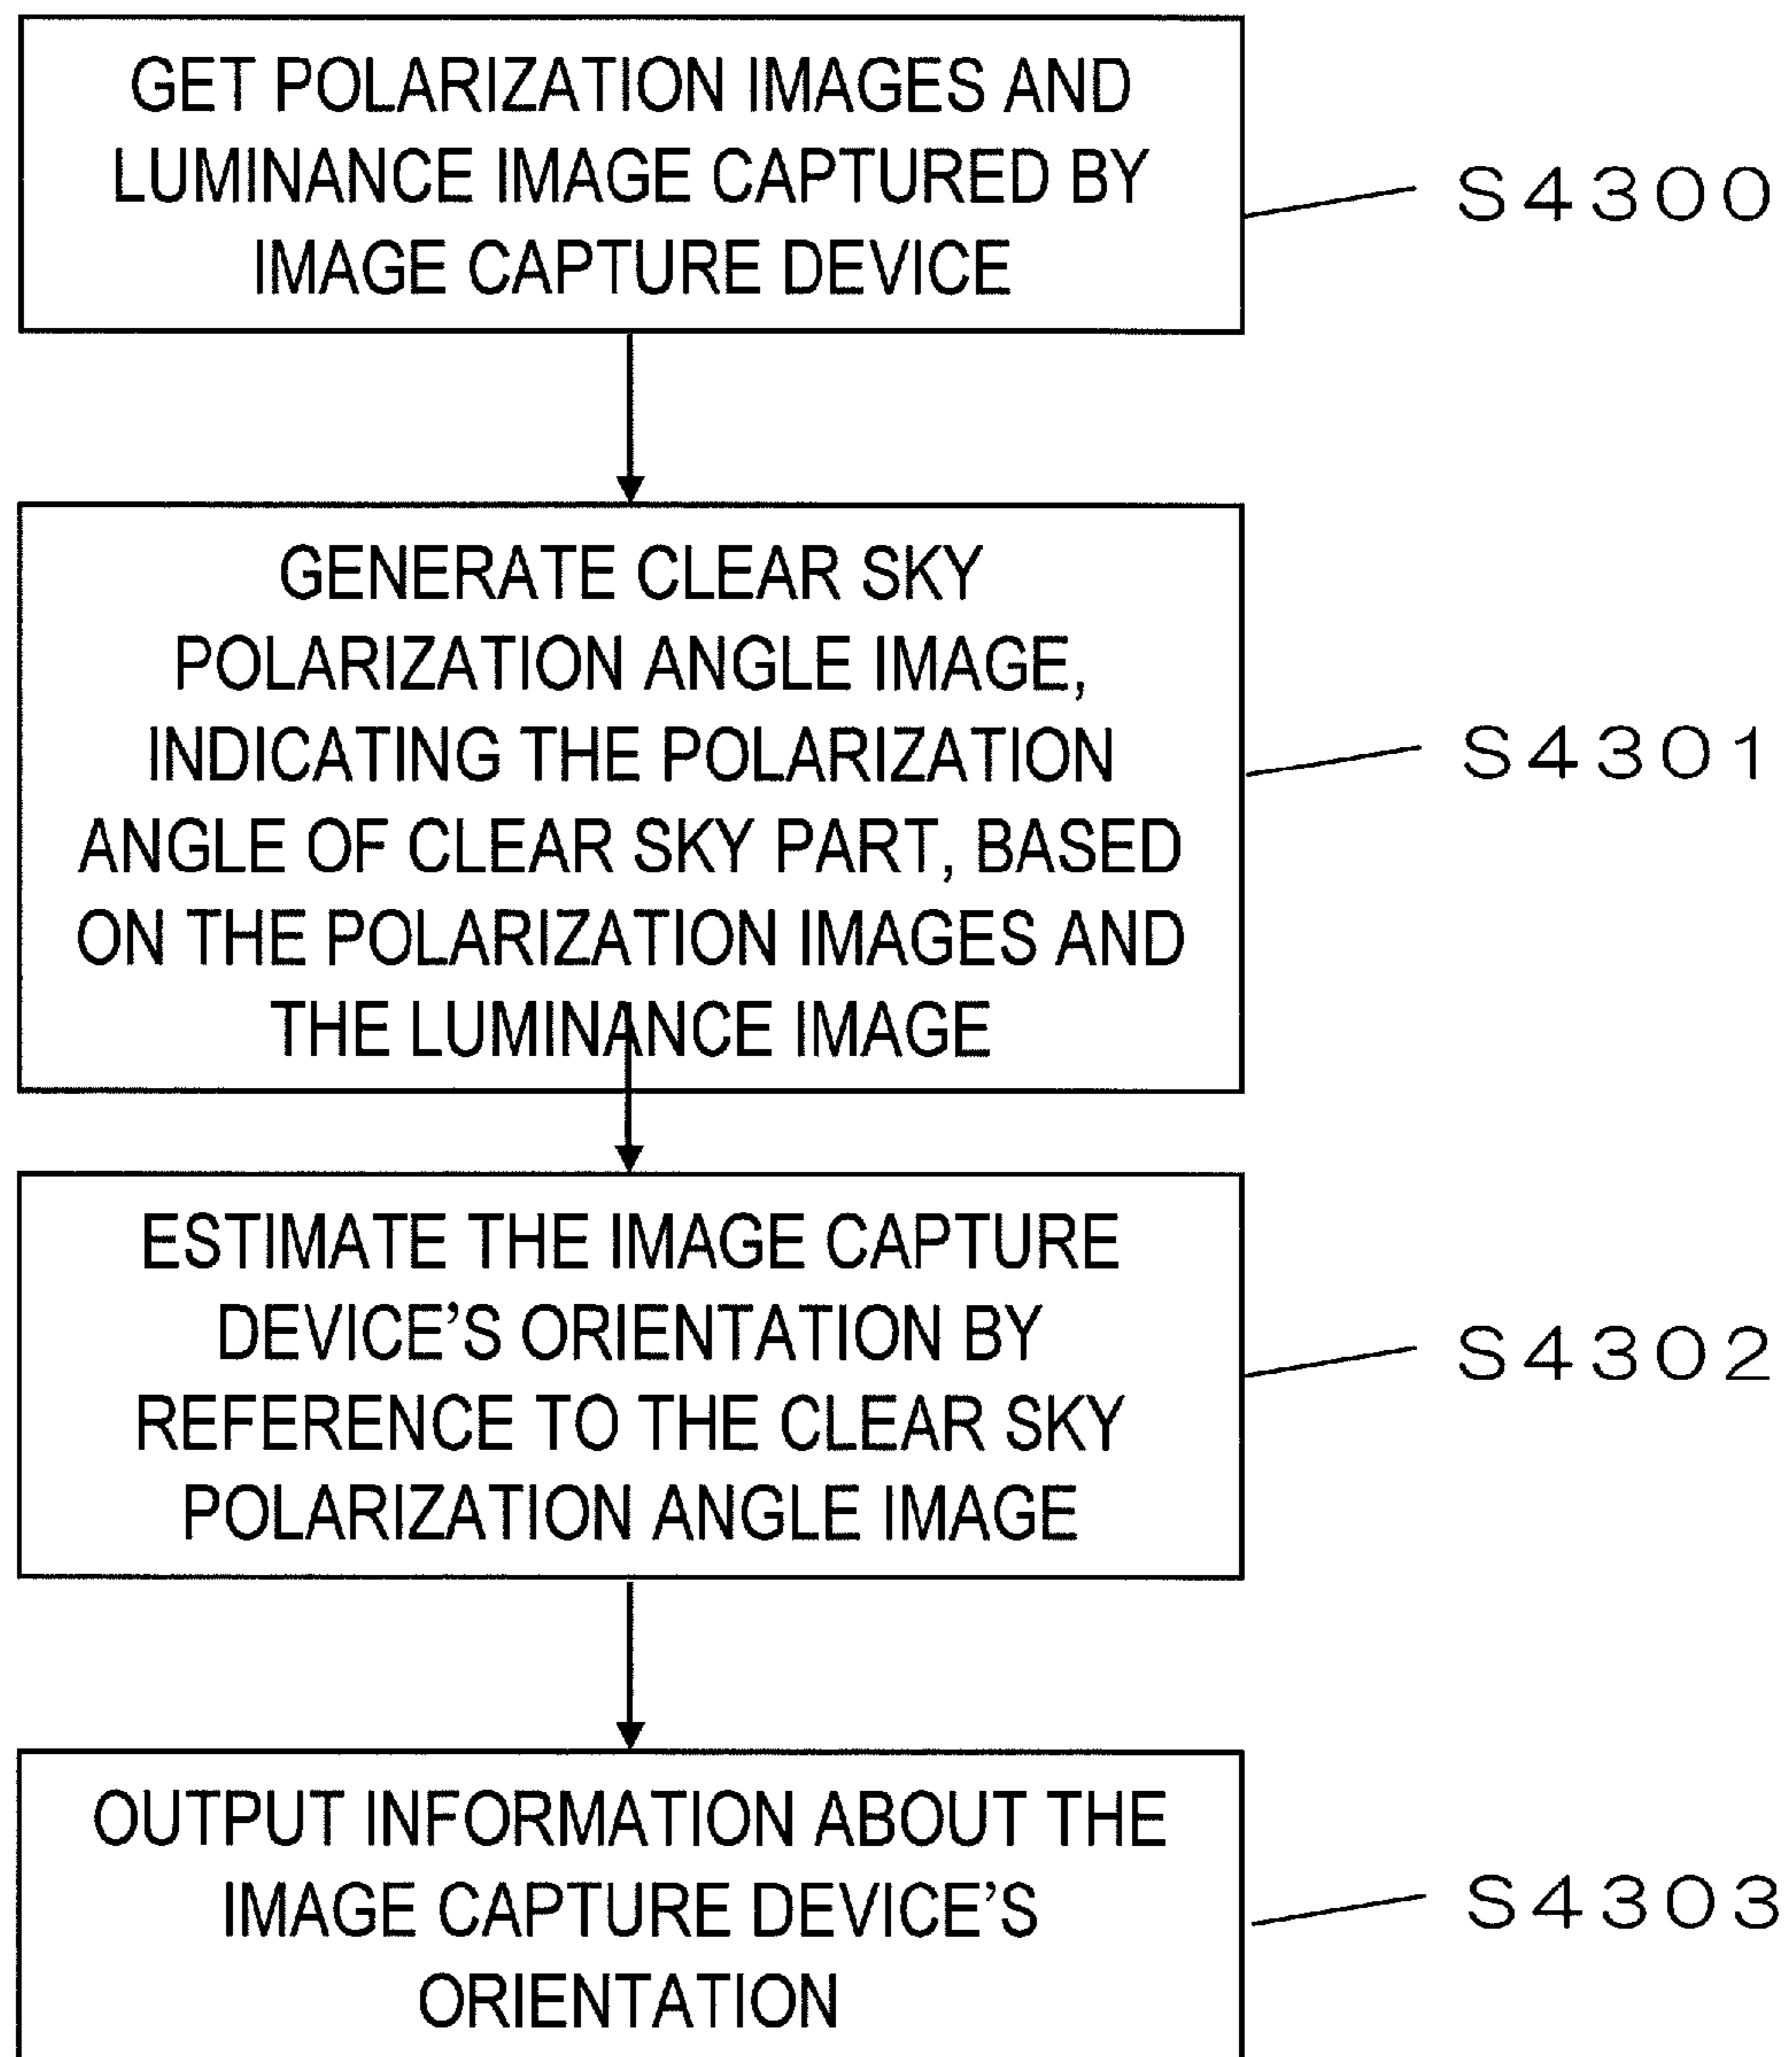 GET POLARIZATION IMAGES AND
LUMINANCE IMAGE CAPTURED BY
IMAGE CAPTURE DEVICE
S4300
GENERATE CLEAR SKY
POLARIZATION ANGLE IMAGE,
INDICATING THE POLARIZATION
ANGLE OF CLEAR SKY PART, BASED
ON THE POLARIZATION IMAGES AND
THE LUMINANCE IMAGE
S4301
ESTIMATE THE IMAGE CAPTURE
DEVICE’S ORIENTATION BY
REFERENCE TO THE CLEAR SKY
POLARIZATION ANGLE IMAGE
S4302
OUTPUT INFORMATION ABOUT THE
IMAGE CAPTURE DEVICE’S
ORIENTATION
S4303